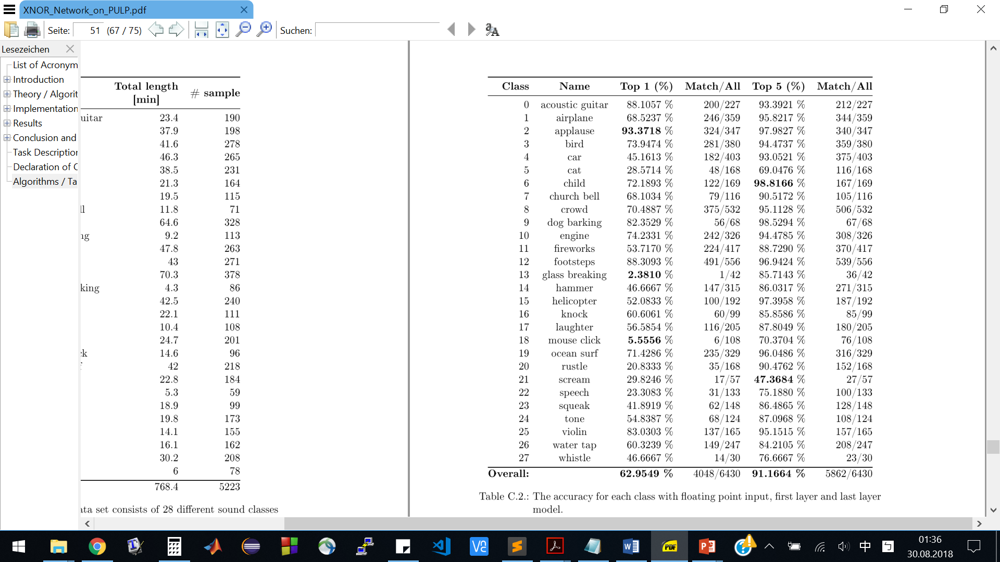 XNOR_Network_on_PULP.pdf
Seite: 51 (67 / 75) Suchen:
Lesezeichen
List of Acronym
Introduction
Theory / Algorit
Implementation
Results
Conclusion and
Task Description
Declaration of C
Algorithms / Ta
Total length [min] # sample
uitar 23.4 190
37.9 198
41.6 278
46.3 265
38.5 231
21.3 164
19.5 115
ll 11.8 71
64.6 328
ng 9.2 113
47.8 263
43 271
70.3 378
king 4.3 86
42.5 240
22.1 111
10.4 108
24.7 201
ck 14.6 96
42 218
22.8 184
5.3 59
18.9 99
19.8 173
14.1 155
16.1 162
30.2 208
6 78
768.4 5223
ata set consists of 28 different sound classes
Class Name Top 1 (%) Match/All Top 5 (%) Match/All
0 acoustic guitar 88.1057 % 200/227 93.3921 % 212/227
1 airplane 68.5237 % 246/359 95.8217 % 344/359
2 applause 93.3718 % 324/347 97.9827 % 340/347
3 bird 73.9474 % 281/380 94.4737 % 359/380
4 car 45.1613 % 182/403 93.0521 % 375/403
5 cat 28.5714 % 48/168 69.0476 % 116/168
6 child 72.1893 % 122/169 98.8166 % 167/169
7 church bell 68.1034 % 79/116 90.5172 % 105/116
8 crowd 70.4887 % 375/532 95.1128 % 506/532
9 dog barking 82.3529 % 56/68 98.5294 % 67/68
10 engine 74.2331 % 242/326 94.4785 % 308/326
11 fireworks 53.7170 % 224/417 88.7290 % 370/417
12 footsteps 88.3093 % 491/556 96.9424 % 539/556
13 glass breaking 2.3810 % 1/42 85.7143 % 36/42
14 hammer 46.6667 % 147/315 86.0317 % 271/315
15 helicopter 52.0833 % 100/192 97.3958 % 187/192
16 knock 60.6061 % 60/99 85.8586 % 85/99
17 laughter 56.5854 % 116/205 87.8049 % 180/205
18 mouse click 5.5556 % 6/108 70.3704 % 76/108
19 ocean surf 71.4286 % 235/329 96.0486 % 316/329
20 rustle 20.8333 % 35/168 90.4762 % 152/168
21 scream 29.8246 % 17/57 47.3684 % 27/57
22 speech 23.3083 % 31/133 75.1880 % 100/133
23 squeak 41.8919 % 62/148 86.4865 % 128/148
24 tone 54.8387 % 68/124 87.0968 % 108/124
25 violin 83.0303 % 137/165 95.1515 % 157/165
26 water tap 60.3239 % 149/247 84.2105 % 208/247
27 whistle 46.6667 % 14/30 76.6667 % 23/30
Overall: 62.9549 % 4048/6430 91.1664 % 5862/6430
Table C.2.: The accuracy for each class with floating point input, first layer and last layer
model.
中 ㄅ 01:36
30.08.2018